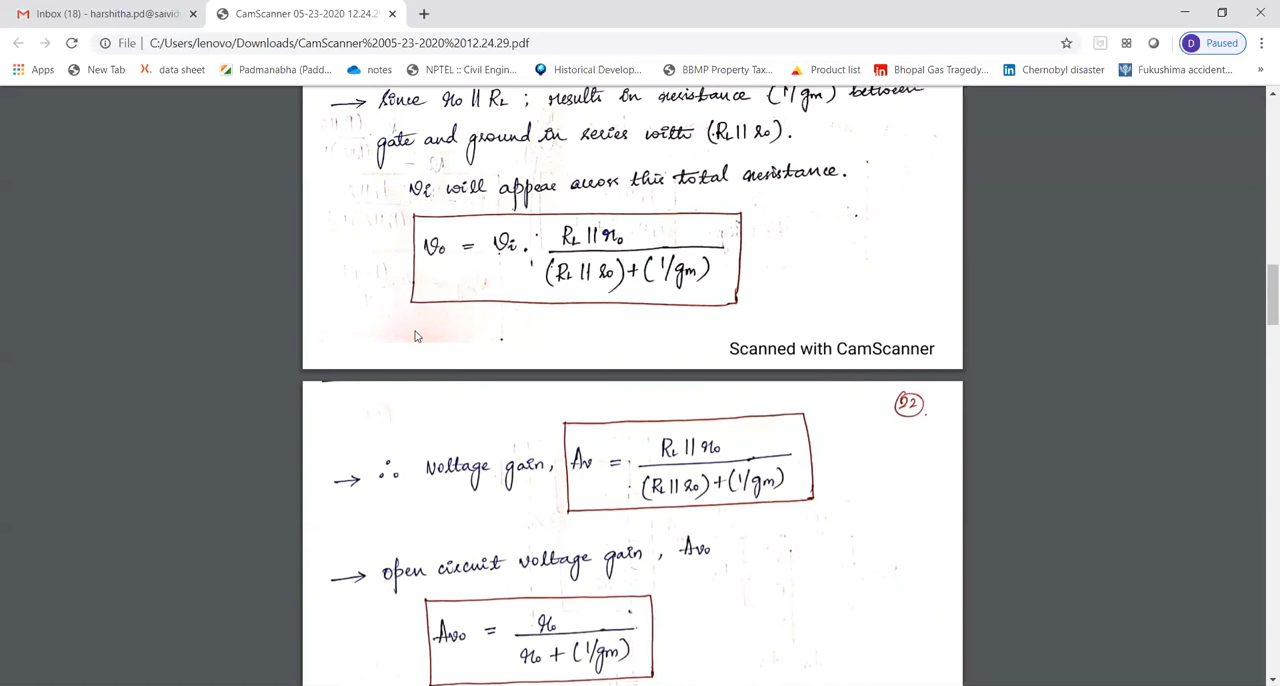 Inbox (18) - harshitha.pd@saivid
CamScanner 05-23-2020 12.24.2
File
C:/Users/lenovo/Downloads/CamScanner%2005-23-2020%2012.24.29.pdf
D Paused
Apps
New Tab
data sheet
Padmanabha (Padd...
notes
NPTEL :: Civil Engin...
Historical Develop...
BBMP Property Tax...
Product list
Bhopal Gas Tragedy...
Chernobyl disaster
Fukushima accident...
»
→ Since ro || RL ; results in resistance (1/gm) between
gate and ground in series with (RL || ro).
vi will appear across this total resistance.
vo = vi . RL || ro
(RL || ro) + (1/gm)
Scanned with CamScanner
22
→ ∴ voltage gain, Av = RL || ro
(RL || ro) + (1/gm)
→ open circuit voltage gain, Avo
Avo = ro
ro + (1/gm)